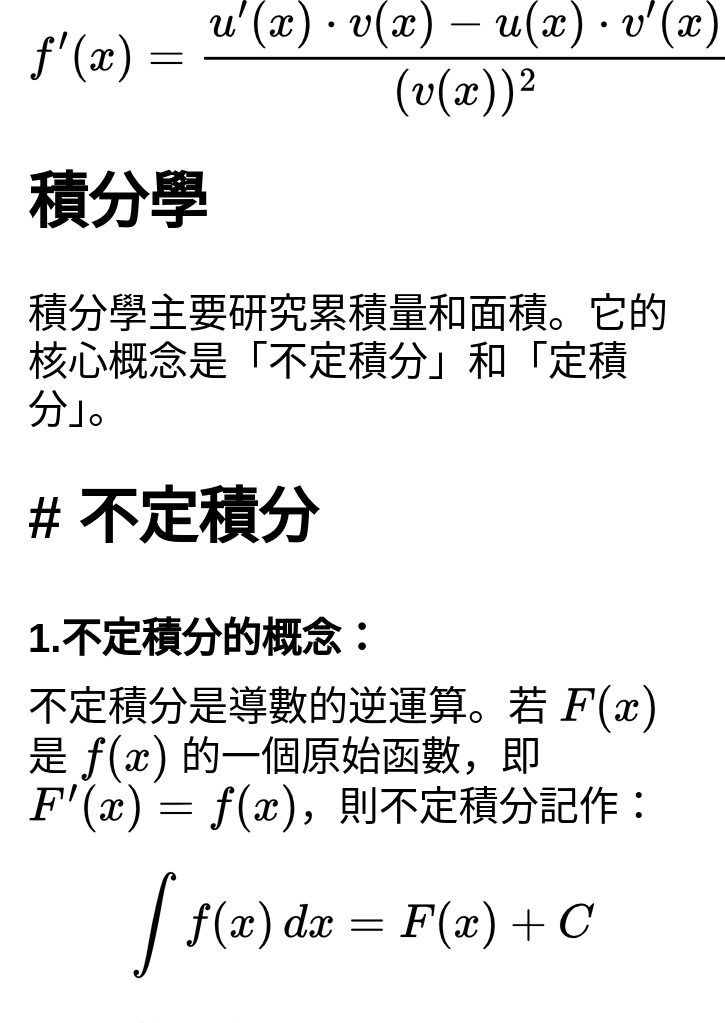 f′(x) = \frac{u′(x) · v(x) − u(x) · v′(x)}{(v(x))²}
積分學
積分學主要研究累積量和面積。它的
核心概念是「不定積分」和「定積
分」。
# 不定積分
1.不定積分的概念：
不定積分是導數的逆運算。若 F(x)
是 f(x) 的一個原始函數，即
F′(x) = f(x)，則不定積分記作：
∫ f(x) dx = F(x) + C